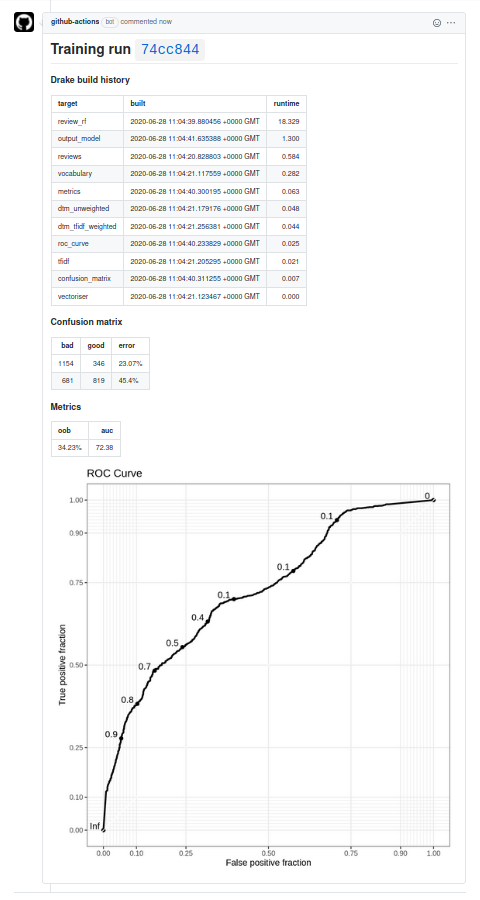 github-actions bot commented now
Training run 74cc844
Drake build history
target built runtime
review_rf 2020-06-28 11:04:39.880456 +0000 GMT 18.329
output_model 2020-06-28 11:04:41.635388 +0000 GMT 1.300
reviews 2020-06-28 11:04:20.828803 +0000 GMT 0.584
vocabulary 2020-06-28 11:04:21.117559 +0000 GMT 0.282
metrics 2020-06-28 11:04:40.300195 +0000 GMT 0.063
dtm_unweighted 2020-06-28 11:04:21.179176 +0000 GMT 0.048
dtm_tfidf_weighted 2020-06-28 11:04:21.256381 +0000 GMT 0.044
roc_curve 2020-06-28 11:04:40.233829 +0000 GMT 0.025
tfidf 2020-06-28 11:04:21.205295 +0000 GMT 0.021
confusion_matrix 2020-06-28 11:04:40.311255 +0000 GMT 0.007
vectoriser 2020-06-28 11:04:21.123467 +0000 GMT 0.000
Confusion matrix
bad good error
1154 346 23.07%
681 819 45.4%
Metrics
oob auc
34.23% 72.38
ROC Curve
1.00
0.90
0.75
0.50
0.25
0.10
0.00
True positive fraction
0
0.1
0.1
0.1
0.4
0.5
0.7
0.8
0.9
Inf
0.00 0.10 0.25 0.50 0.75 0.90 1.00
False positive fraction